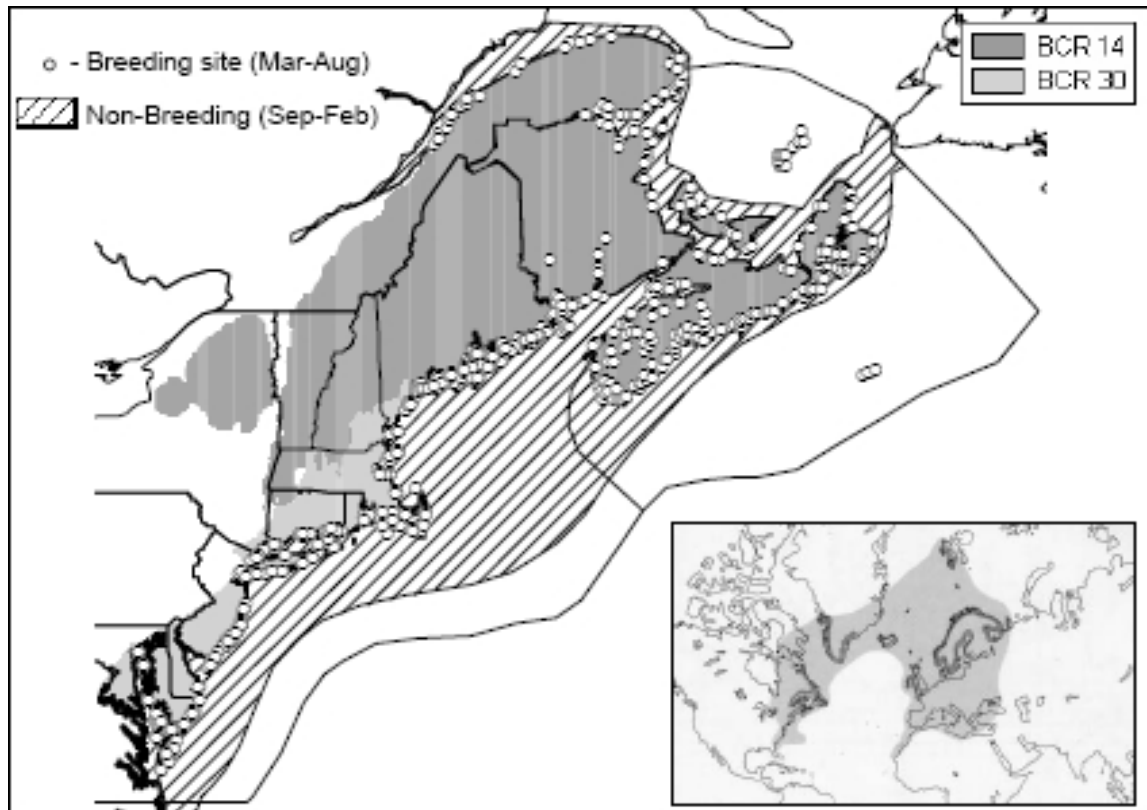 o - Breeding site (Mar-Aug)
Non-Breeding (Sep-Feb)
BCR 14
BCR 30